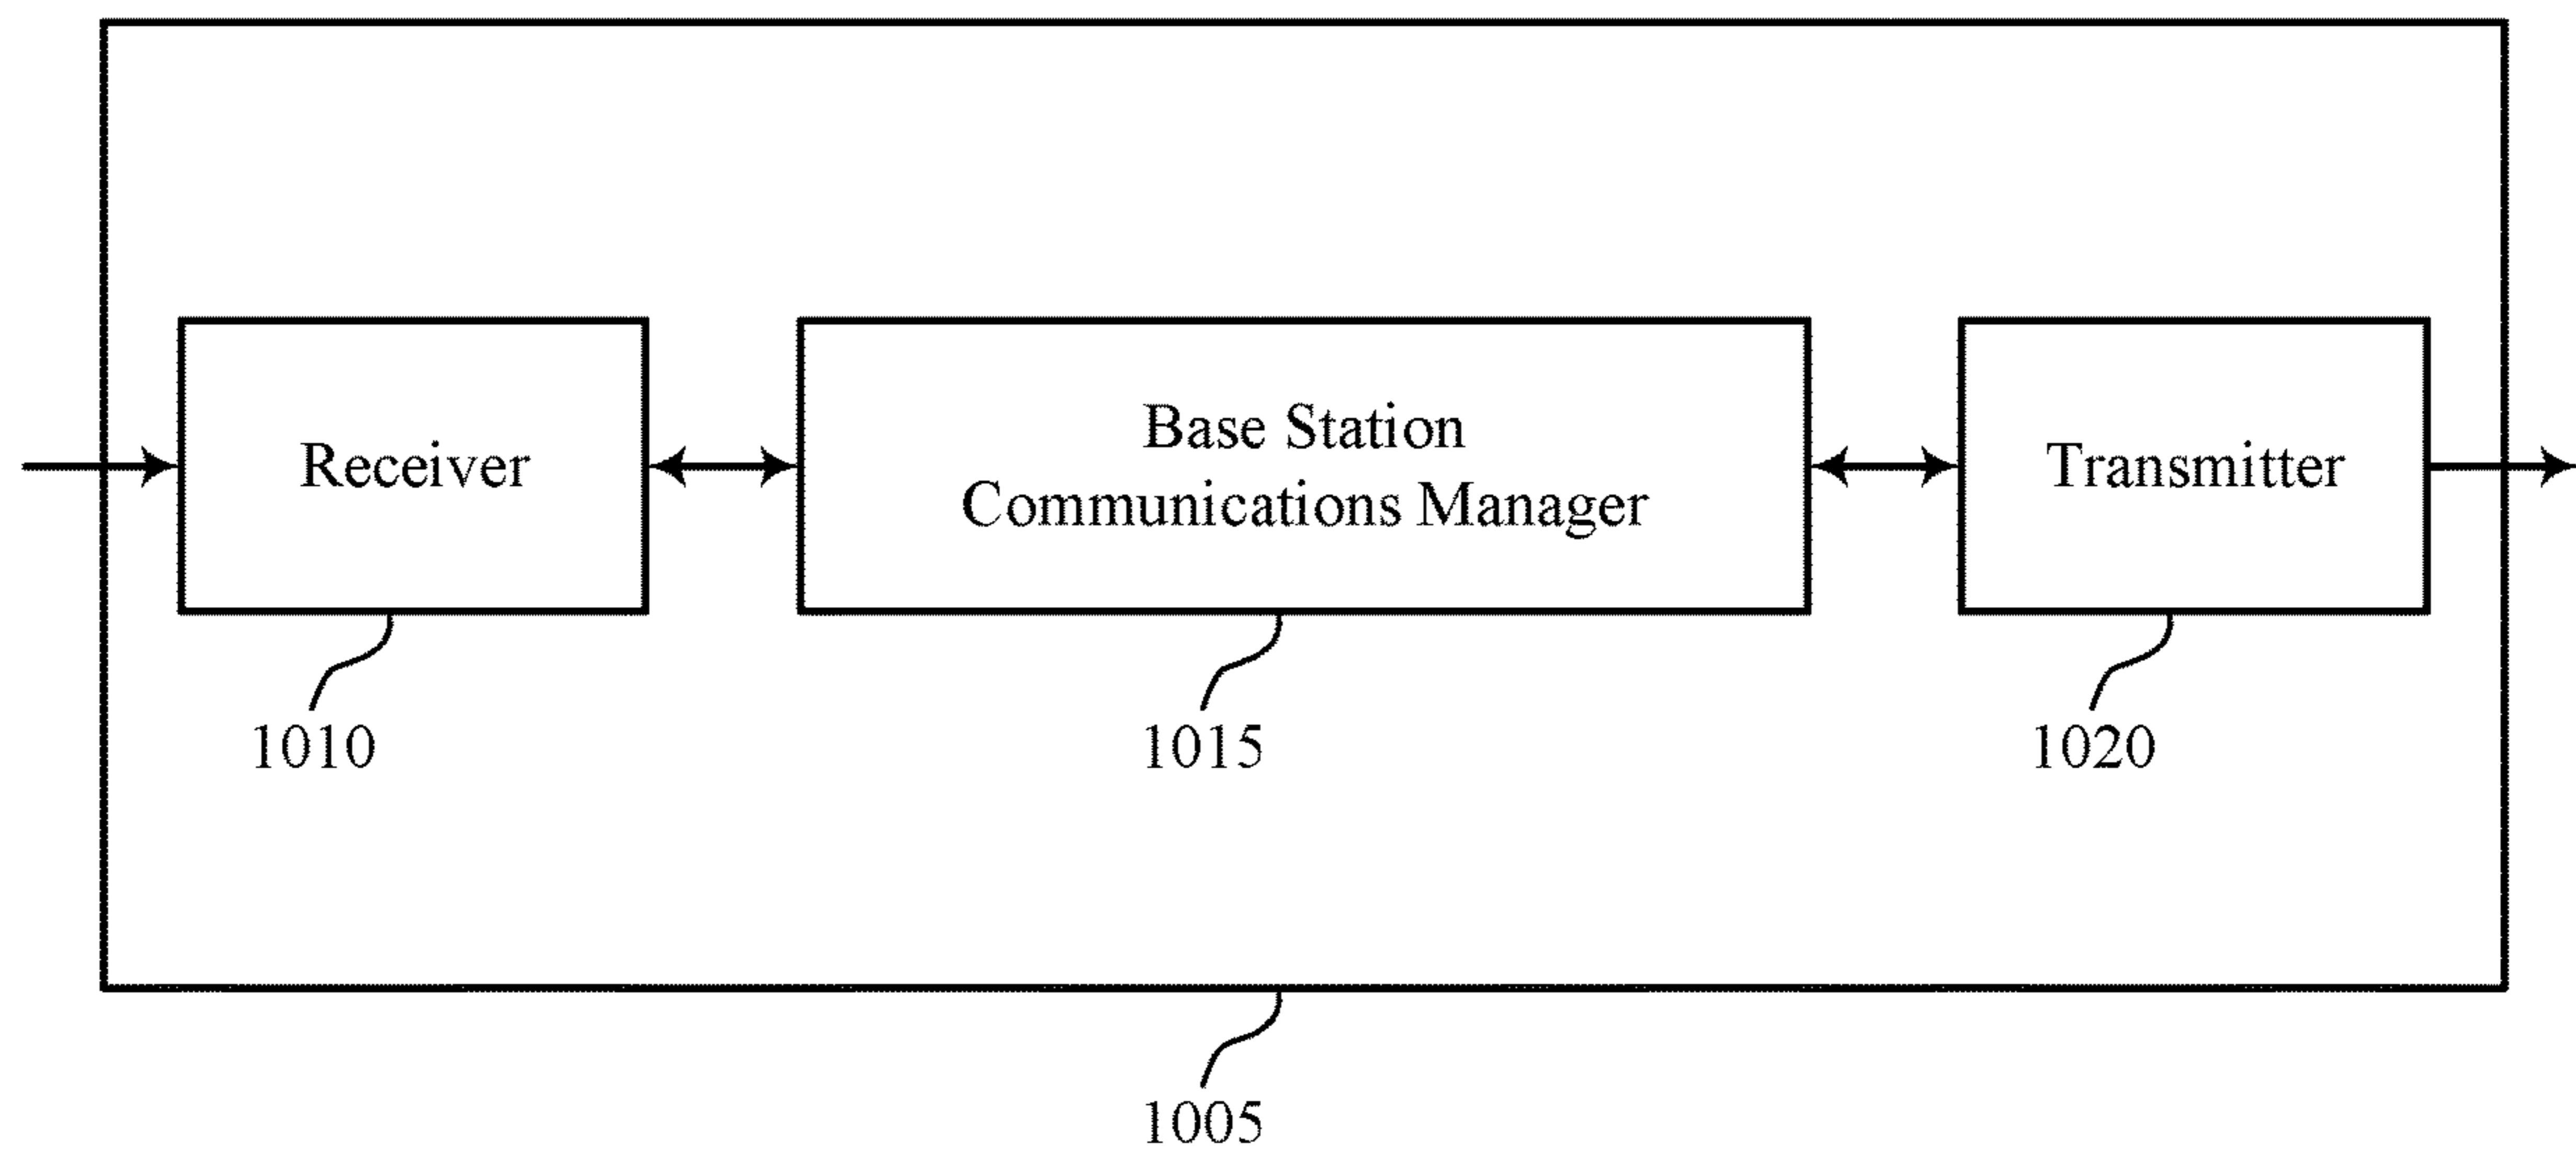 Receiver
Base Station
Communications Manager
Transmitter
1010
1015
1020
1005